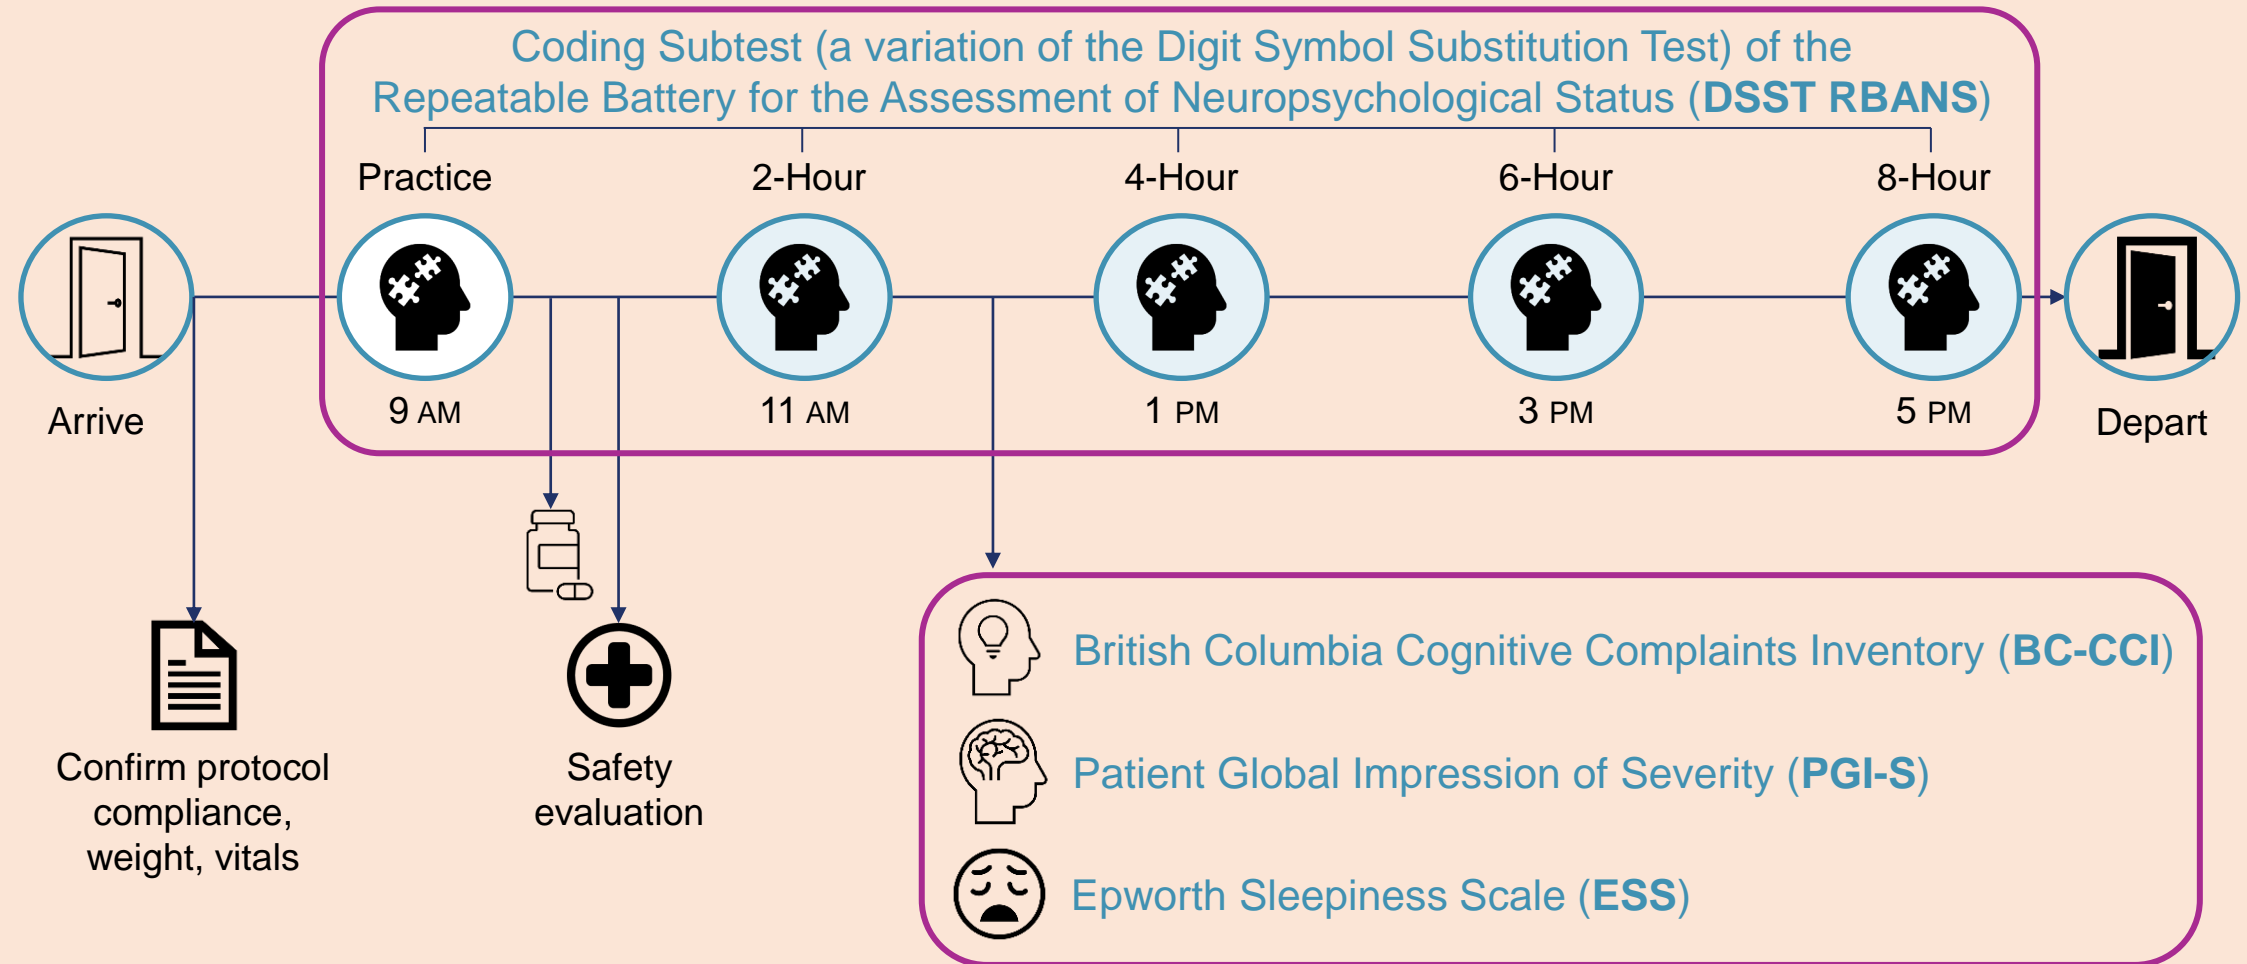 Coding Subtest (a variation of the Digit Symbol Substitution Test) of the
Repeatable Battery for the Assessment of Neuropsychological Status (DSST RBANS)
Practice
2-Hour
4-Hour
6-Hour
8-Hour
Arrive
9 AM
11 AM
1 PM
3 PM
5 PM
Depart
Confirm protocol
compliance,
weight, vitals
Safety
evaluation
British Columbia Cognitive Complaints Inventory (BC-CCI)
Patient Global Impression of Severity (PGI-S)
Epworth Sleepiness Scale (ESS)